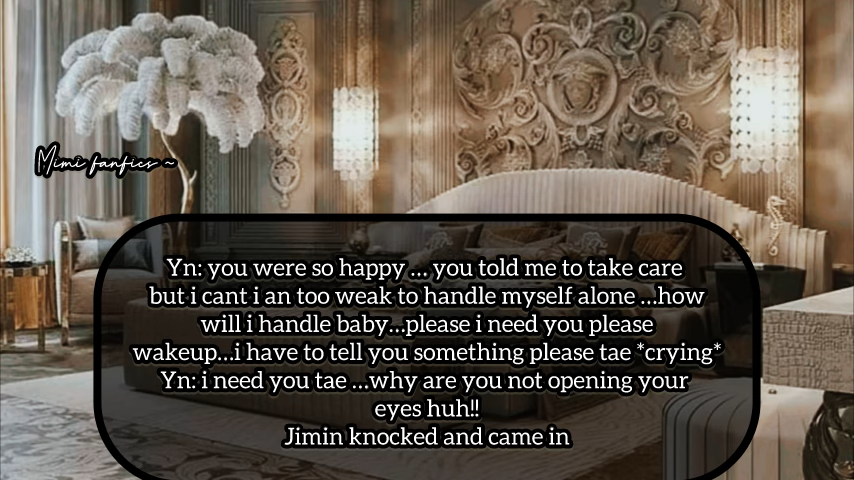 Mimi fanfics ~
Yn: you were so happy ... you told me to take care
but i cant i an too weak to handle myself alone ...how
will i handle baby...please i need you please
wakeup...i have to tell you something please tae *crying*
Yn: i need you tae ...why are you not opening your
eyes huh!!
Jimin knocked and came in